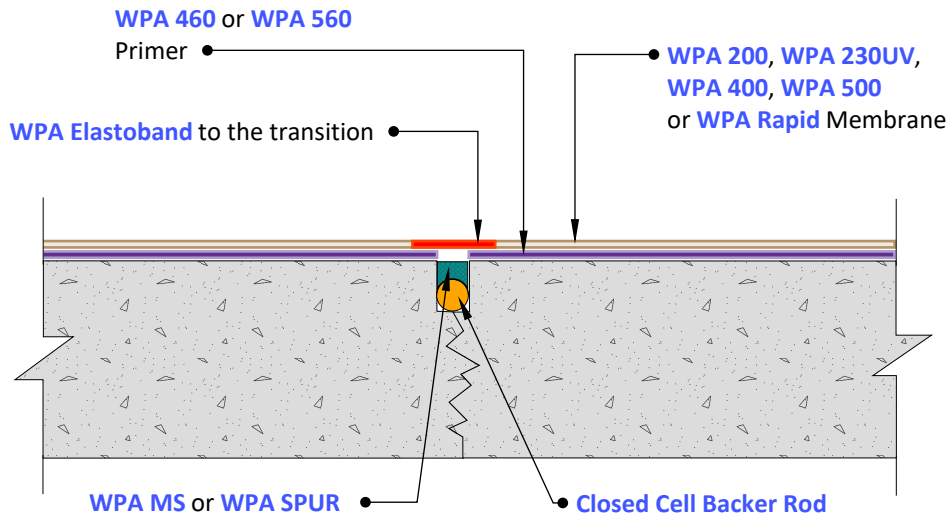 WPA 460 or WPA 560
Primer
WPA 200, WPA 230UV,
WPA 400, WPA 500
or WPA Rapid Membrane
WPA Elastoband to the transition
WPA MS or WPA SPUR
Closed Cell Backer Rod